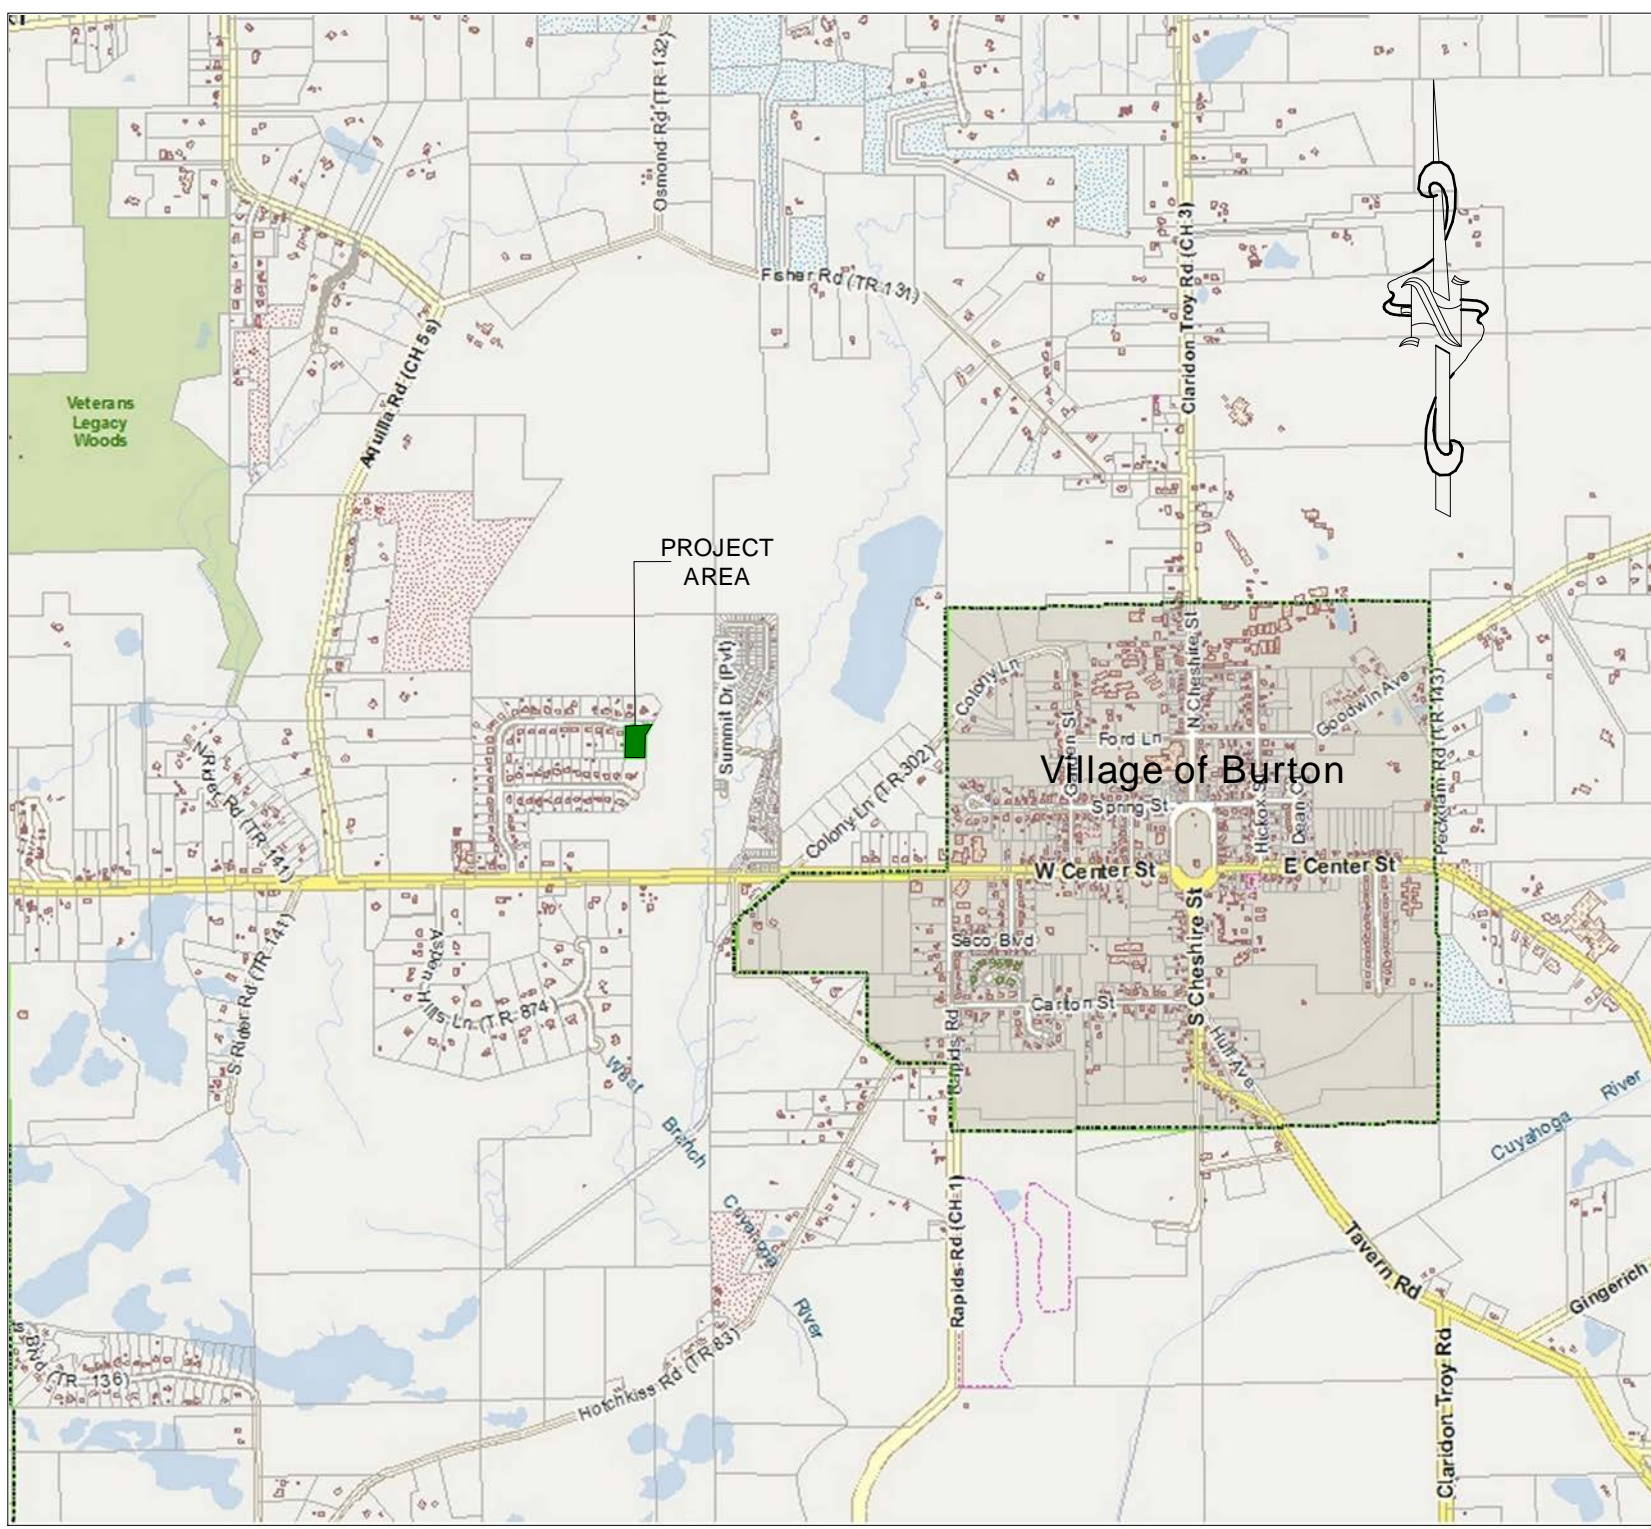 Osmond Rd (TR 132)
Fisher Rd (TR 131)
Claridon Troy Rd (CH 3)
Aquilla Rd (CH 5s)
Veterans
Legacy
Woods
PROJECT
AREA
N
Summit Dr (Pvt)
Colony Ln
N Cheshire St
Goodwin Ave
Peckham Rd (TR 143)
Garden St
Ford Ln
Village of Burton
N Rider Rd (TR 141)
Colony Ln (TR 302)
Spring St
Hickox St
Dean Ct
W Center St
E Center St
S Rider Rd (TR 141)
Aspen Hills Ln (TR 874)
Seco Blvd
Carlton St
S Cheshire St
Rapids Rd
Huff Ave
West
Branch
Cuyahoga
River
Cuyahoga
River
Rapids Rd (CH 1)
Tavern Rd
Gingerich
Claridon Troy Rd
Hotchkiss Rd (TR 83)
(TR 136)